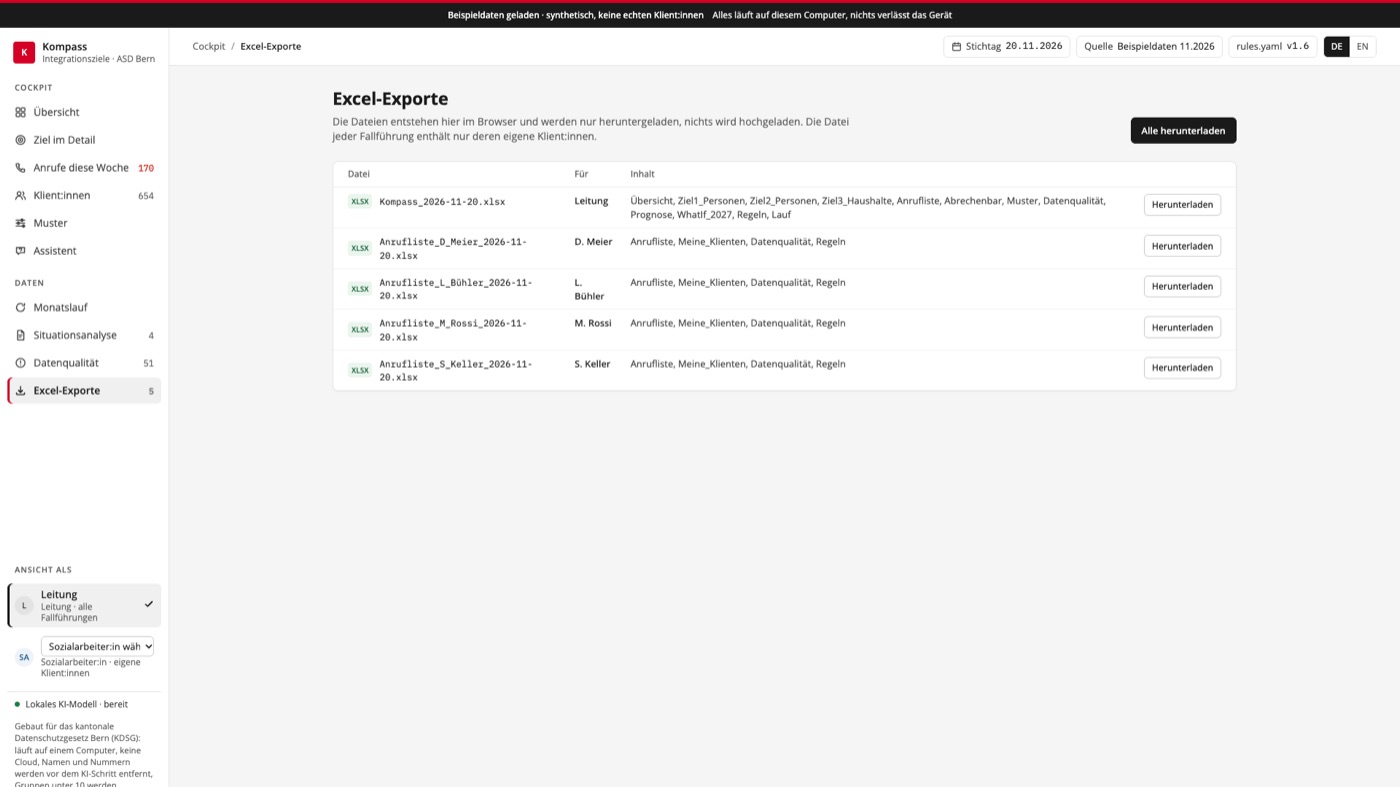 Beispieldaten geladen · synthetisch, keine echten Klient:innen Alles läuft auf diesem Computer, nichts verlässt das Gerät
K
Kompass
Integrationsziele · ASD Bern
Cockpit / Excel-Exporte
Stichtag 20.11.2026
Quelle Beispieldaten 11.2026
rules.yaml v1.6
DE EN
COCKPIT
Übersicht
Ziel im Detail
Anrufe diese Woche 170
Klient:innen 654
Muster
Assistent
DATEN
Monatslauf
Situationsanalyse 4
Datenqualität 51
Excel-Exporte 5
Excel-Exporte
Die Dateien entstehen hier im Browser und werden nur heruntergeladen, nichts wird hochgeladen. Die Datei
jeder Fallführung enthält nur deren eigene Klient:innen.
Alle herunterladen
Datei Für Inhalt
XLSX Kompass_2026-11-20.xlsx Leitung Übersicht, Ziel1_Personen, Ziel2_Personen, Ziel3_Haushalte, Anrufliste, Abrechenbar, Muster, Datenqualität,
Prognose, WhatIf_2027, Regeln, Lauf
Herunterladen
XLSX Anrufliste_D_Meier_2026-11-
20.xlsx
D. Meier Anrufliste, Meine_Klienten, Datenqualität, Regeln
Herunterladen
XLSX Anrufliste_L_Bühler_2026-11-
20.xlsx
L.
Bühler
Anrufliste, Meine_Klienten, Datenqualität, Regeln
Herunterladen
XLSX Anrufliste_M_Rossi_2026-11-
20.xlsx
M. Rossi Anrufliste, Meine_Klienten, Datenqualität, Regeln
Herunterladen
XLSX Anrufliste_S_Keller_2026-11-
20.xlsx
S. Keller Anrufliste, Meine_Klienten, Datenqualität, Regeln
Herunterladen
ANSICHT ALS
L
Leitung
Leitung · alle
Fallführungen
SA
Sozialarbeiter:in wäh
Sozialarbeiter:in · eigene
Klient:innen
Lokales KI-Modell · bereit
Gebaut für das kantonale
Datenschutzgesetz Bern (KDSG):
läuft auf einem Computer, keine
Cloud, Namen und Nummern
werden vor dem KI-Schritt entfernt,
Gruppen unter 10 werden